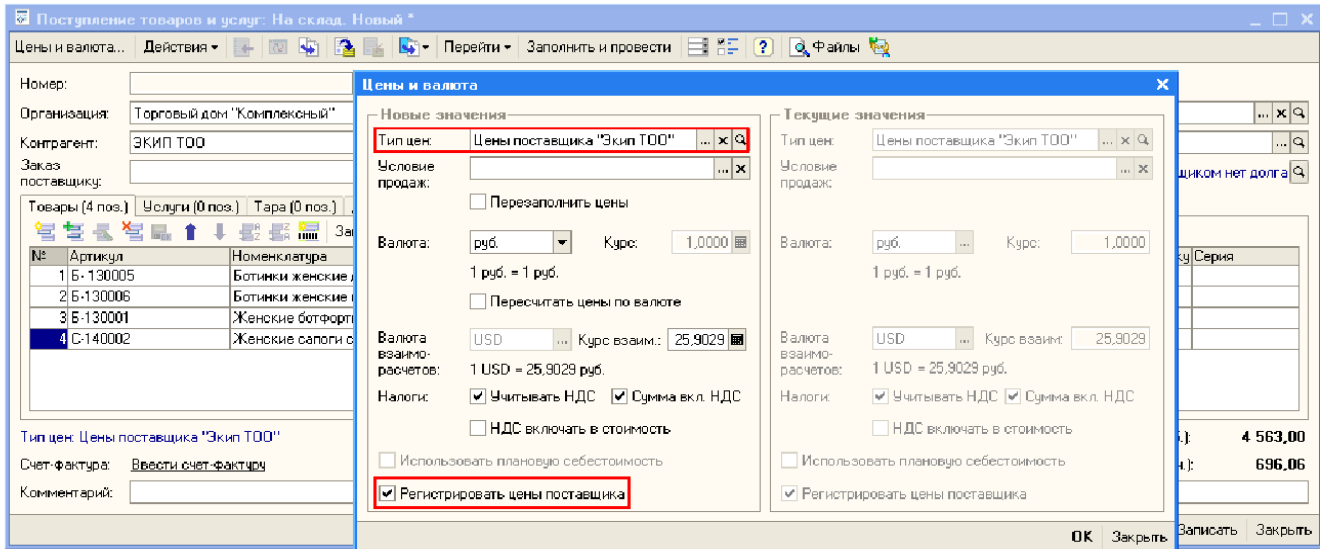 Поступление товаров и услуг: На склад. Новый *
Цены и валюта... Действия Перейти Заполнить и провести ? Файлы
Номер:
Организация: Торговый дом "Комплексный"
Контрагент: ЭКИП ТОО
Заказ поставщику:
щиком нет долга
Товары (4 поз.) Услуги (0 поз.) Тара (0 поз.)
№ Артикул Номенклатура Серия
1 Б- 130005 Ботинки женские
2 Б-130006 Ботинки женские
3 Б-130001 Женские ботфорт
4 С-140002 Женские сапоги с
Тип цен: Цены поставщика "Экип ТОО"
Счет-фактура: Ввести счет-фактуру
Комментарий:
4 563,00
696,06
Записать Закрыть
Цены и валюта
Новые значения
Тип цен: Цены поставщика "Экип ТОО" ...
Условие продаж: ...
Перезаполнить цены
Валюта: руб. Курс: 1,0000
1 руб. = 1 руб.
Пересчитать цены по валюте
Валюта взаимо-расчетов: USD ... Курс взаим.: 25,9029
1 USD = 25,9029 руб.
Налоги: Учитывать НДС Сумма вкл. НДС
НДС включать в стоимость
Использовать плановую себестоимость
Регистрировать цены поставщика
Текущие значения
Тип цен: Цены поставщика "Экип ТОО" ...
Условие продаж: ...
Валюта: руб. ... Курс: 1,0000
1 руб. = 1 руб.
Валюта взаимо-расчетов: USD ... Курс взаим: 25,9029
1 USD = 25,9029 руб.
Налоги: Учитывать НДС Сумма вкл. НДС
НДС включать в стоимость
Использовать плановую себестоимость
Регистрировать цены поставщика
OK Закрыть